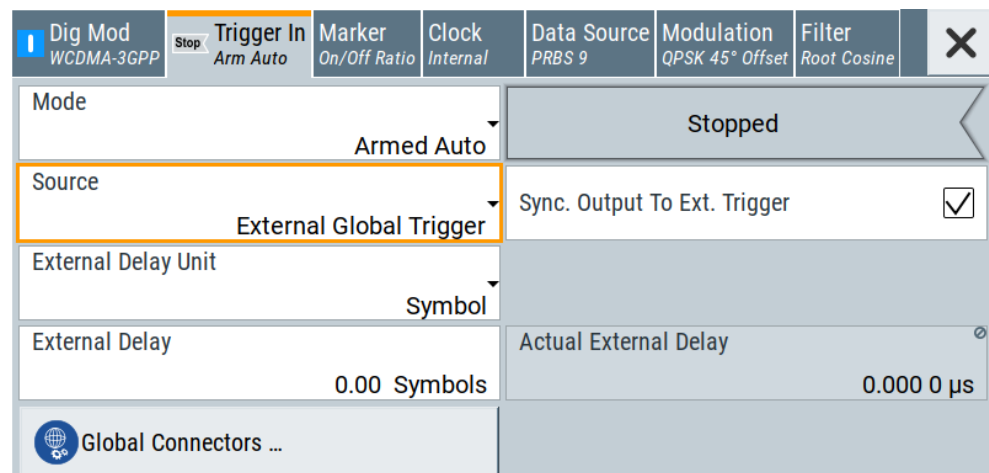 Dig Mod
WCDMA-3GPP
Stop
Trigger In
Arm Auto
Marker
On/Off Ratio
Clock
Internal
Data Source
PRBS 9
Modulation
QPSK 45° Offset
Filter
Root Cosine
Mode
Armed Auto
Stopped
Source
External Global Trigger
Sync. Output To Ext. Trigger
External Delay Unit
Symbol
External Delay
0.00 Symbols
Actual External Delay
0.000 0 µs
Global Connectors ...